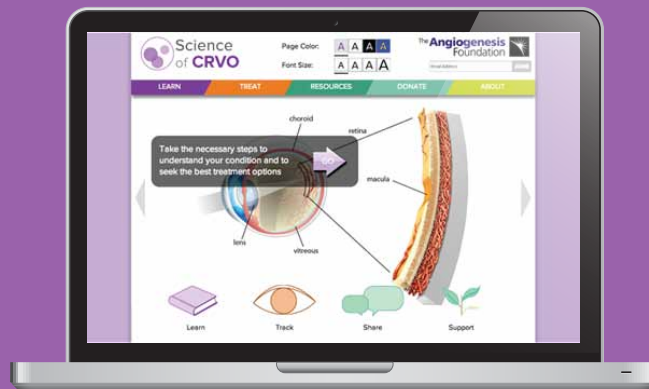 Science
of CRVO
Page Color: A A A A
Font Size: A A A A
The Angiogenesis
Foundation
LEARN TREAT RESOURCES DONATE ABOUT
choroid
retina
Take the necessary steps to
understand your condition and to
seek the best treatment options
GO
macula
lens
vitreous
Learn Track Share Support